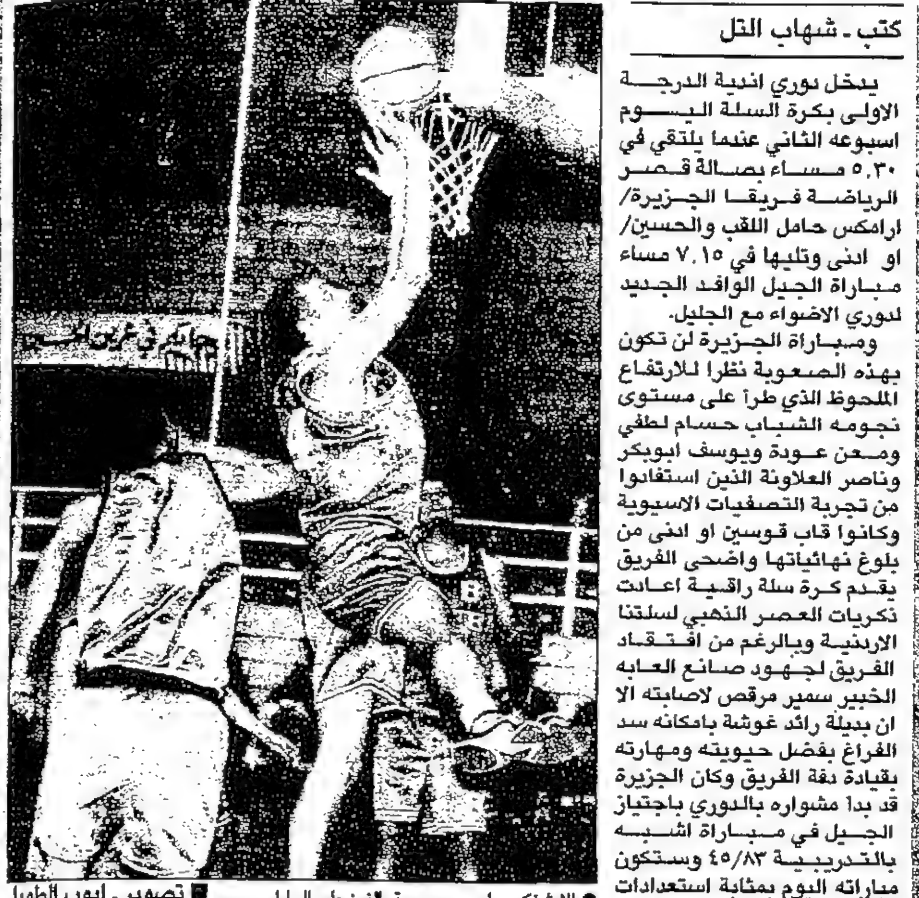 كتب ـ شهاب التل
يدخل دوري اندية الدرجة
الاولى بكرة السلة اليوم
اسبوعه الثاني عندما يلتقي في
٥,٣٠ مساء بصالة قصر
الرياضة فريقا الجزيرة/
ارامكس حامل اللقب والحسين/
او ادنى وتليها في ٧,١٥ مساء
مباراة الجيل الوافد الجديد
لدوري الاضواء مع الجليل.
ومباراة الجزيرة لن تكون
بهذه الصعوبة نظرا للارتفاع
الملحوظ الذي طرأ على مستوى
نجومه الشباب حسام لطفي
ومعن عودة ويوسف ابوبكر
وناصر العلاونة الذين استفادوا
من تجربة التصفيات الاسيوية
وكانوا قاب قوسين او ادنى من
بلوغ نهائياتها واضحى الفريق
يقدم كرة سلة راقية اعادت
ذكريات العصر الذهبي لسلتنا
الاردنية وبالرغم من افتقاد
الفريق لجهود صانع العابه
الخبير سمير مرقص لاصابته الا
ان بديلة رائد غوشة بامكانه سد
الفراغ بفضل حيويته ومهارته
بقيادة دفة الفريق وكان الجزيرة
قد بدا مشواره بالدوري باجتياز
الجيل في مباراة اشبه
بالتدريبية ٤٥/٨٣ وستكون
مباراته اليوم بمثابة استعدادات
في عرين الحسين
تصوير ـ ايوب